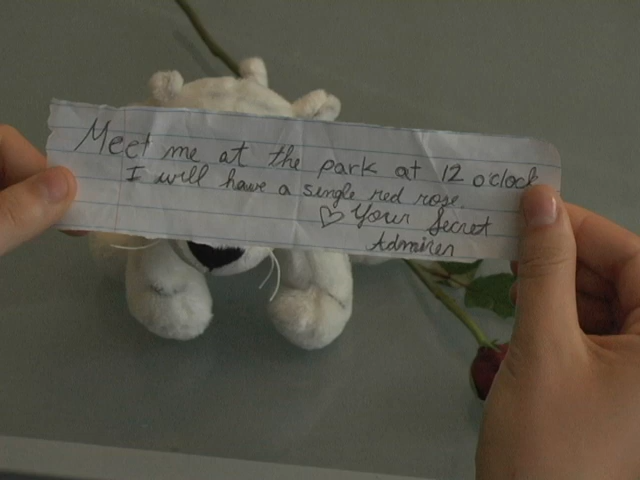 Meet me at the park at 12 o'clock
I will have a single red rose.
♡ Your Secret
Admirer